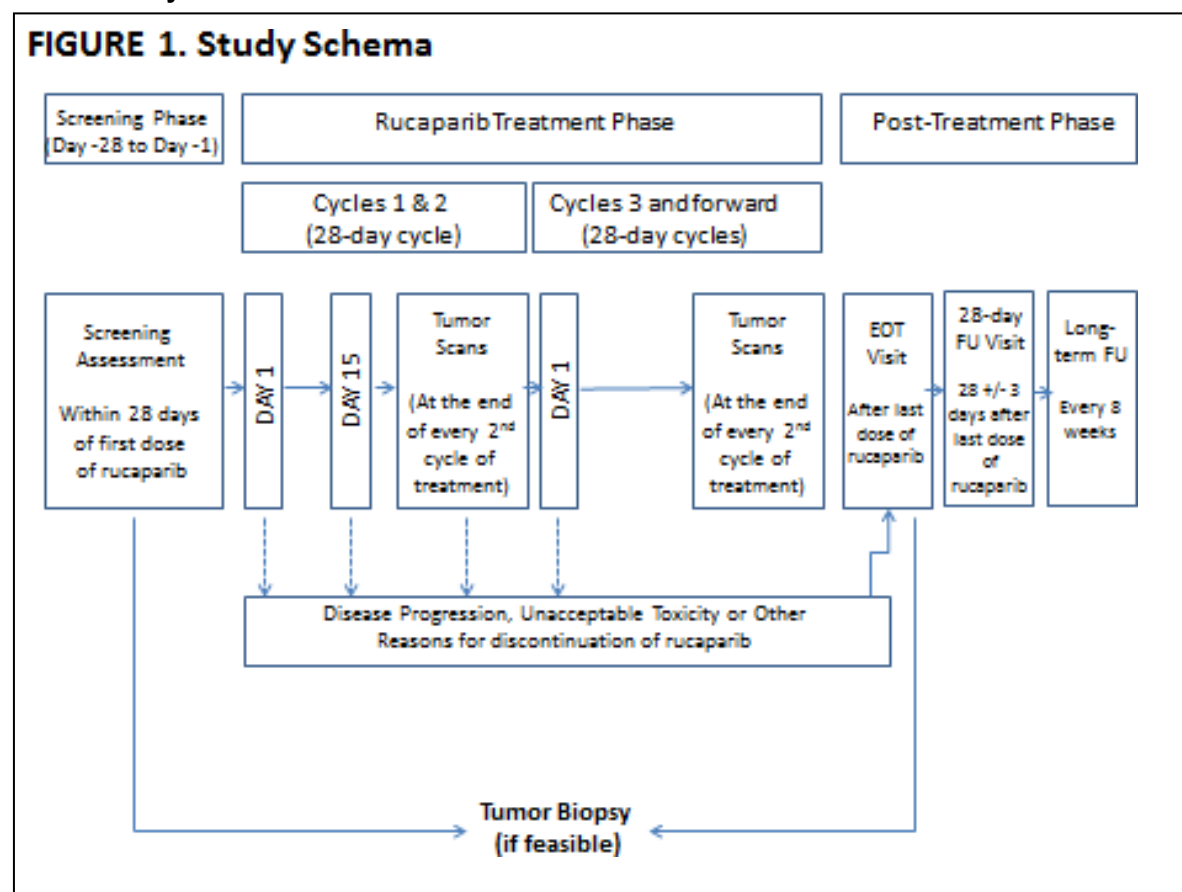 FIGURE 1. Study Schema
Screening Phase
(Day -28 to Day -1)
Rucaparib Treatment Phase
Post-Treatment Phase
Cycles 1 & 2
(28-day cycle)
Cycles 3 and forward
(28-day cycles)
Screening
Assessment
Within 28 days
of first dose
of rucaparib
DAY 1
DAY 15
Tumor
Scans
(At the end
of every 2nd
cycle of
treatment)
DAY 1
Tumor
Scans
(At the end
of every 2nd
cycle of
treatment)
EOT
Visit
After last
dose of
rucaparib
28-day
FU Visit
28 +/- 3
days after
last dose
of
rucaparib
Long-
term FU
Every 8
weeks
Disease Progression, Unacceptable Toxicity or Other
Reasons for discontinuation of rucaparib
Tumor Biopsy
(if feasible)